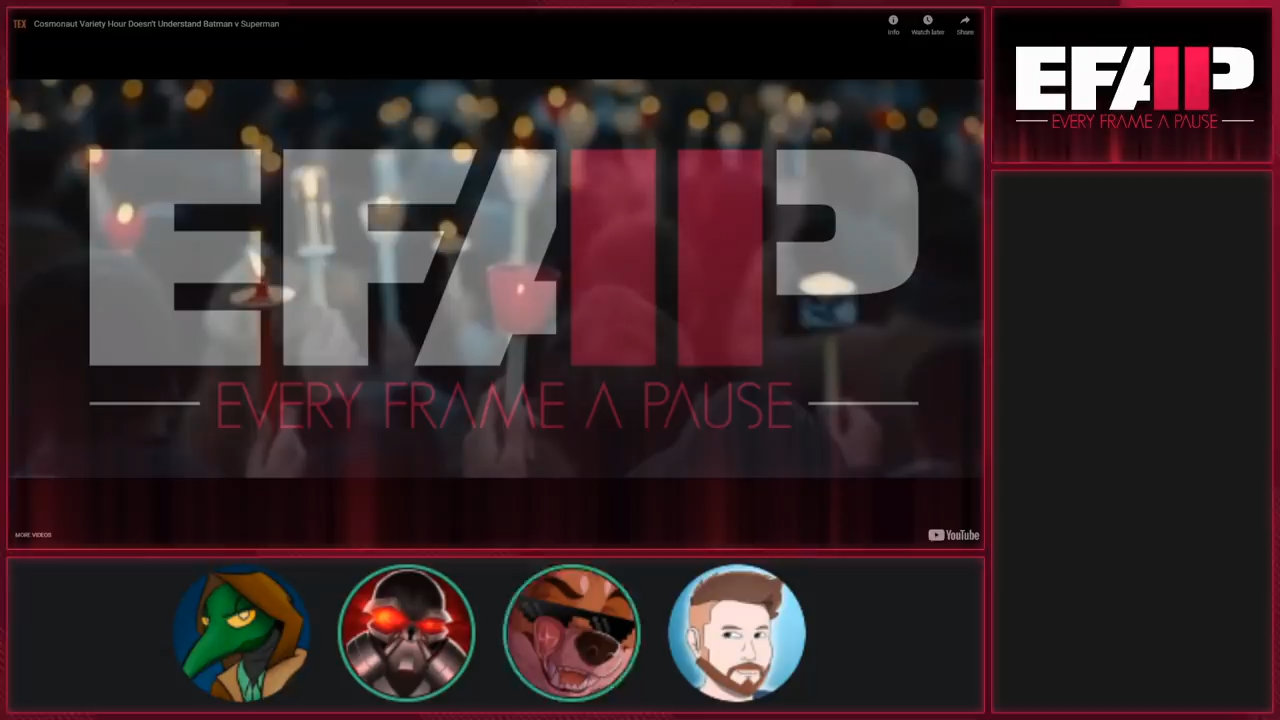 TEX Cosmonaut Variety Hour Doesn't Understand Batman v Superman
Info
Watch later
Share
EFAP
EVERY FRAME A PAUSE
EFAP
EVERY FRAME A PAUSE
MORE VIDEOS
YouTube